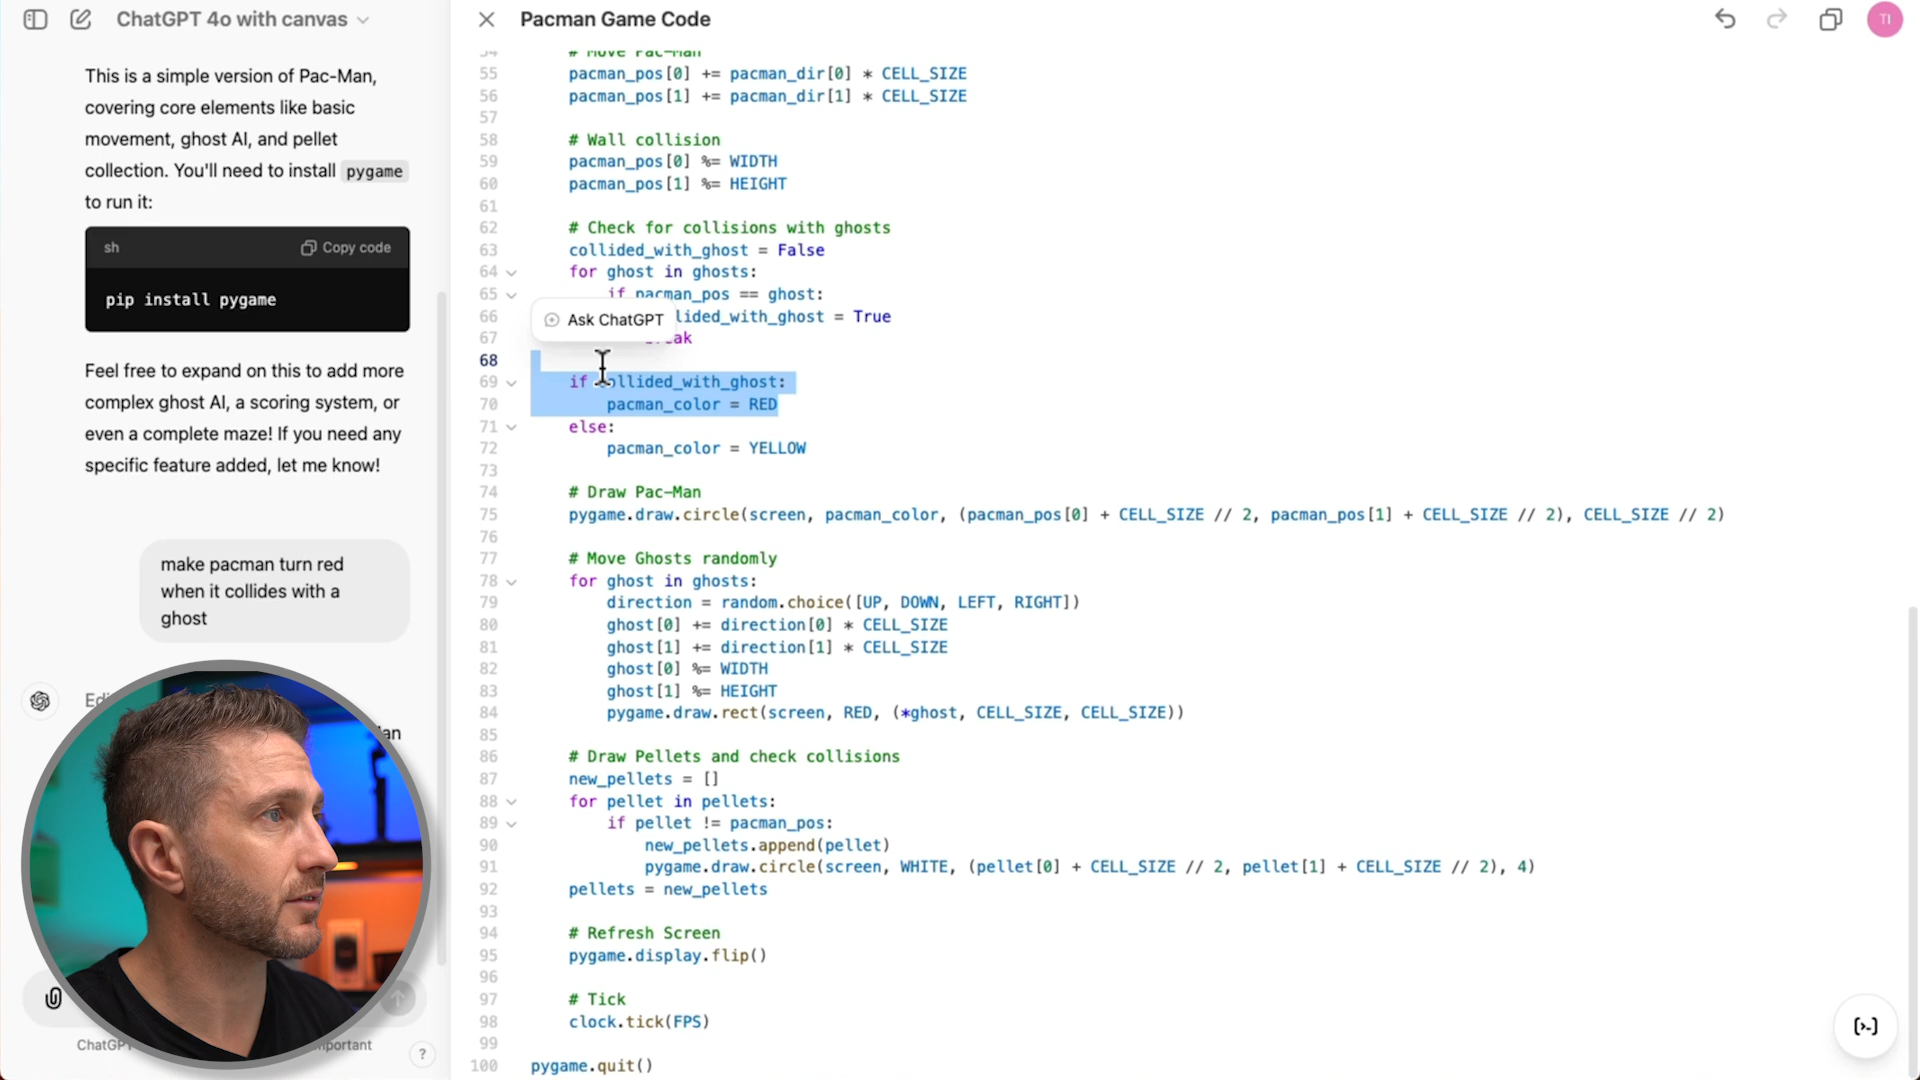 ChatGPT 4o with canvas
This is a simple version of Pac-Man,
covering core elements like basic
movement, ghost AI, and pellet
collection. You'll need to install pygame
to run it:
sh
Copy code
pip install pygame
Feel free to expand on this to add more
complex ghost AI, a scoring system, or
even a complete maze! If you need any
specific feature added, let me know!
make pacman turn red
when it collides with a
ghost
?
Pacman Game Code
TI
54 # Move Pac-Man
55 pacman_pos[0] += pacman_dir[0] * CELL_SIZE
56 pacman_pos[1] += pacman_dir[1] * CELL_SIZE
57
58 # Wall collision
59 pacman_pos[0] %= WIDTH
60 pacman_pos[1] %= HEIGHT
61
62 # Check for collisions with ghosts
63 collided_with_ghost = False
64 for ghost in ghosts:
65 if pacman_pos == ghost:
Ask ChatGPT
66 lided_with_ghost = True
67 break
68
69 if collided_with_ghost:
70 pacman_color = RED
71 else:
72 pacman_color = YELLOW
73
74 # Draw Pac-Man
75 pygame.draw.circle(screen, pacman_color, (pacman_pos[0] + CELL_SIZE // 2, pacman_pos[1] + CELL_SIZE // 2), CELL_SIZE // 2)
76
77 # Move Ghosts randomly
78 for ghost in ghosts:
79 direction = random.choice([UP, DOWN, LEFT, RIGHT])
80 ghost[0] += direction[0] * CELL_SIZE
81 ghost[1] += direction[1] * CELL_SIZE
82 ghost[0] %= WIDTH
83 ghost[1] %= HEIGHT
84 pygame.draw.rect(screen, RED, (*ghost, CELL_SIZE, CELL_SIZE))
85
86 # Draw Pellets and check collisions
87 new_pellets = []
88 for pellet in pellets:
89 if pellet != pacman_pos:
90 new_pellets.append(pellet)
91 pygame.draw.circle(screen, WHITE, (pellet[0] + CELL_SIZE // 2, pellet[1] + CELL_SIZE // 2), 4)
92 pellets = new_pellets
93
94 # Refresh Screen
95 pygame.display.flip()
96
97 # Tick
98 clock.tick(FPS)
99
100 pygame.quit()